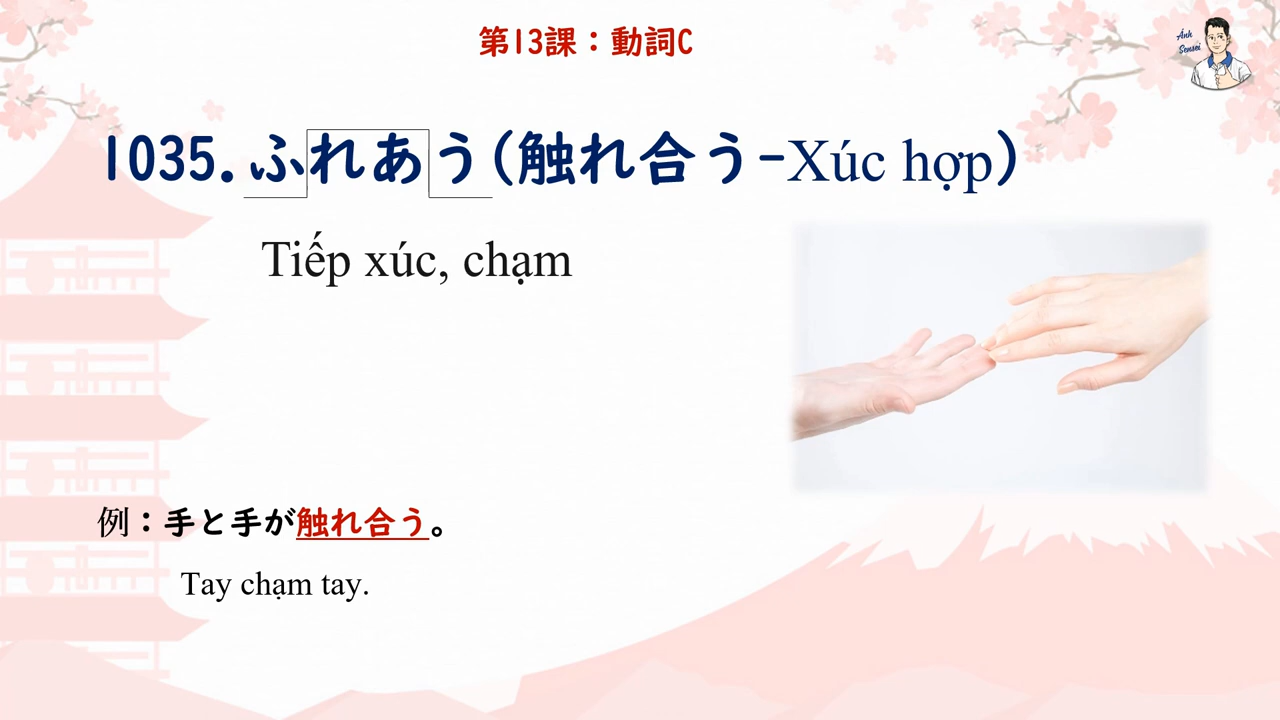 第13課：動詞C
Anh
Sensei
1035.ふれあう(触れ合う-Xúc hợp)
Tiếp xúc, chạm
例：手と手が触れ合う。
Tay chạm tay.